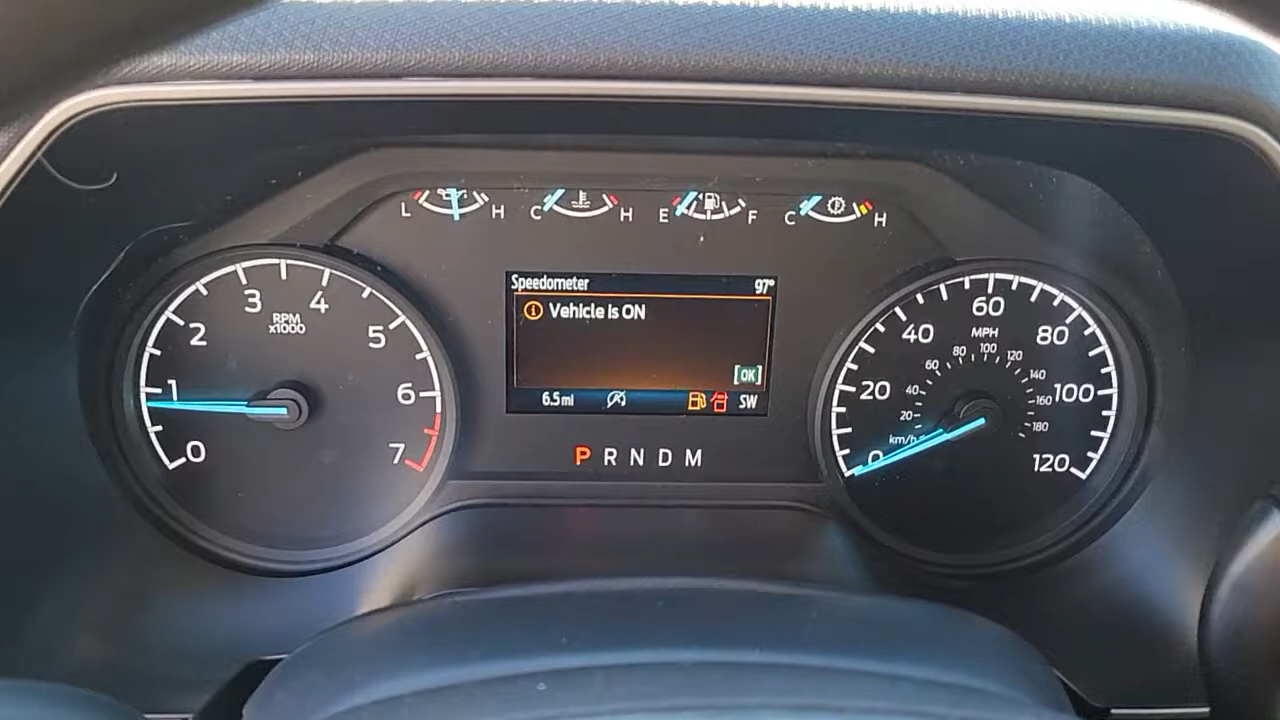 L H C H E F C H
Speedometer 97°
Vehicle is ON
[OK]
6.5 mi SW
P R N D M
0 1 2 3 4 5 6 7
RPM
x1000
0 20 40 60 80 100 120
MPH
20 40 60 80 100 120 140 160 180
km/h